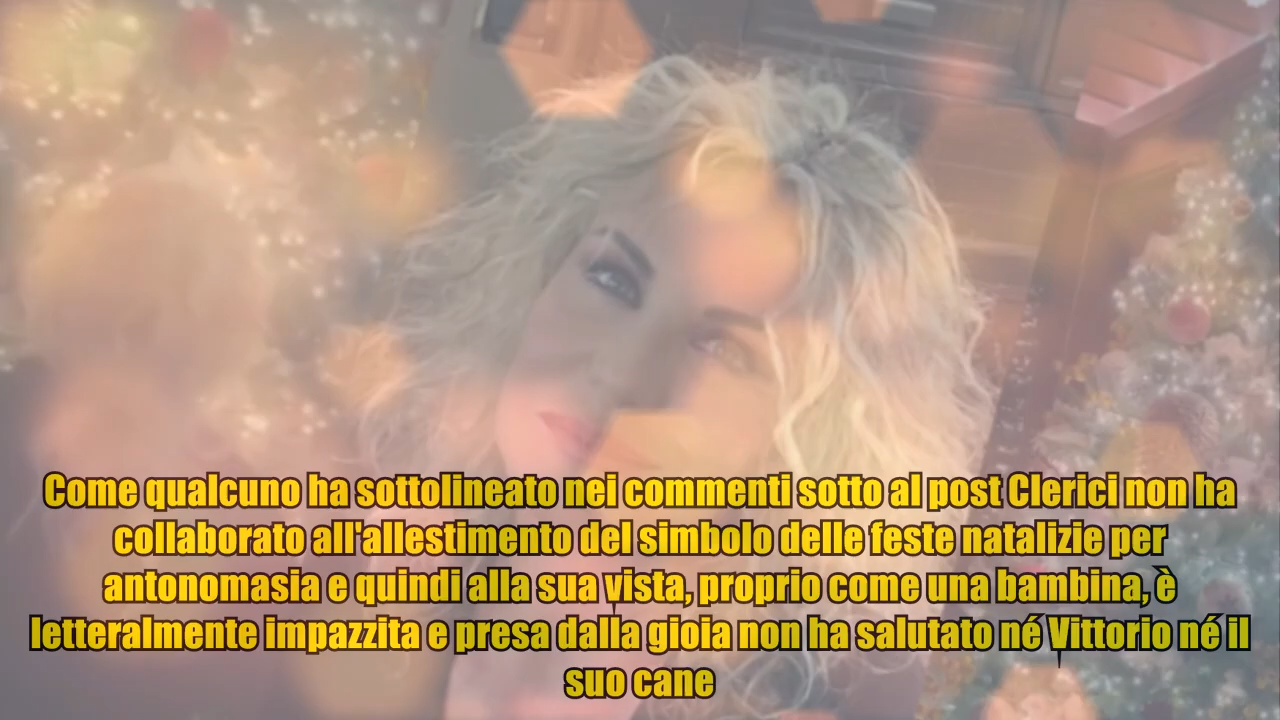 Come qualcuno ha sottolineato nei commenti sotto al post Clerici non ha
collaborato all'allestimento del simbolo delle feste natalizie per
antonomasia e quindi alla sua vista, proprio come una bambina, è
letteralmente impazzita e presa dalla gioia non ha salutato né Vittorio né il
suo cane